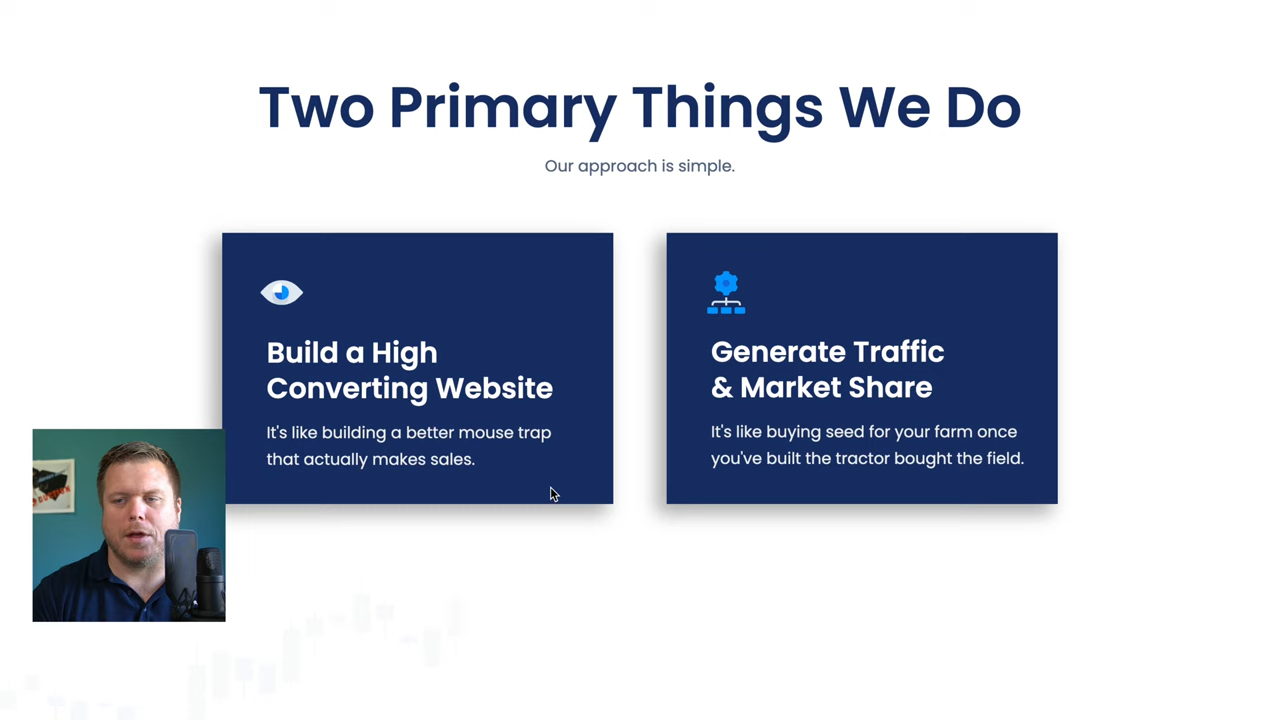 Two Primary Things We Do
Our approach is simple.
Build a High
Converting Website
It's like building a better mouse trap
that actually makes sales.
Generate Traffic
& Market Share
It's like buying seed for your farm once
you've built the tractor bought the field.